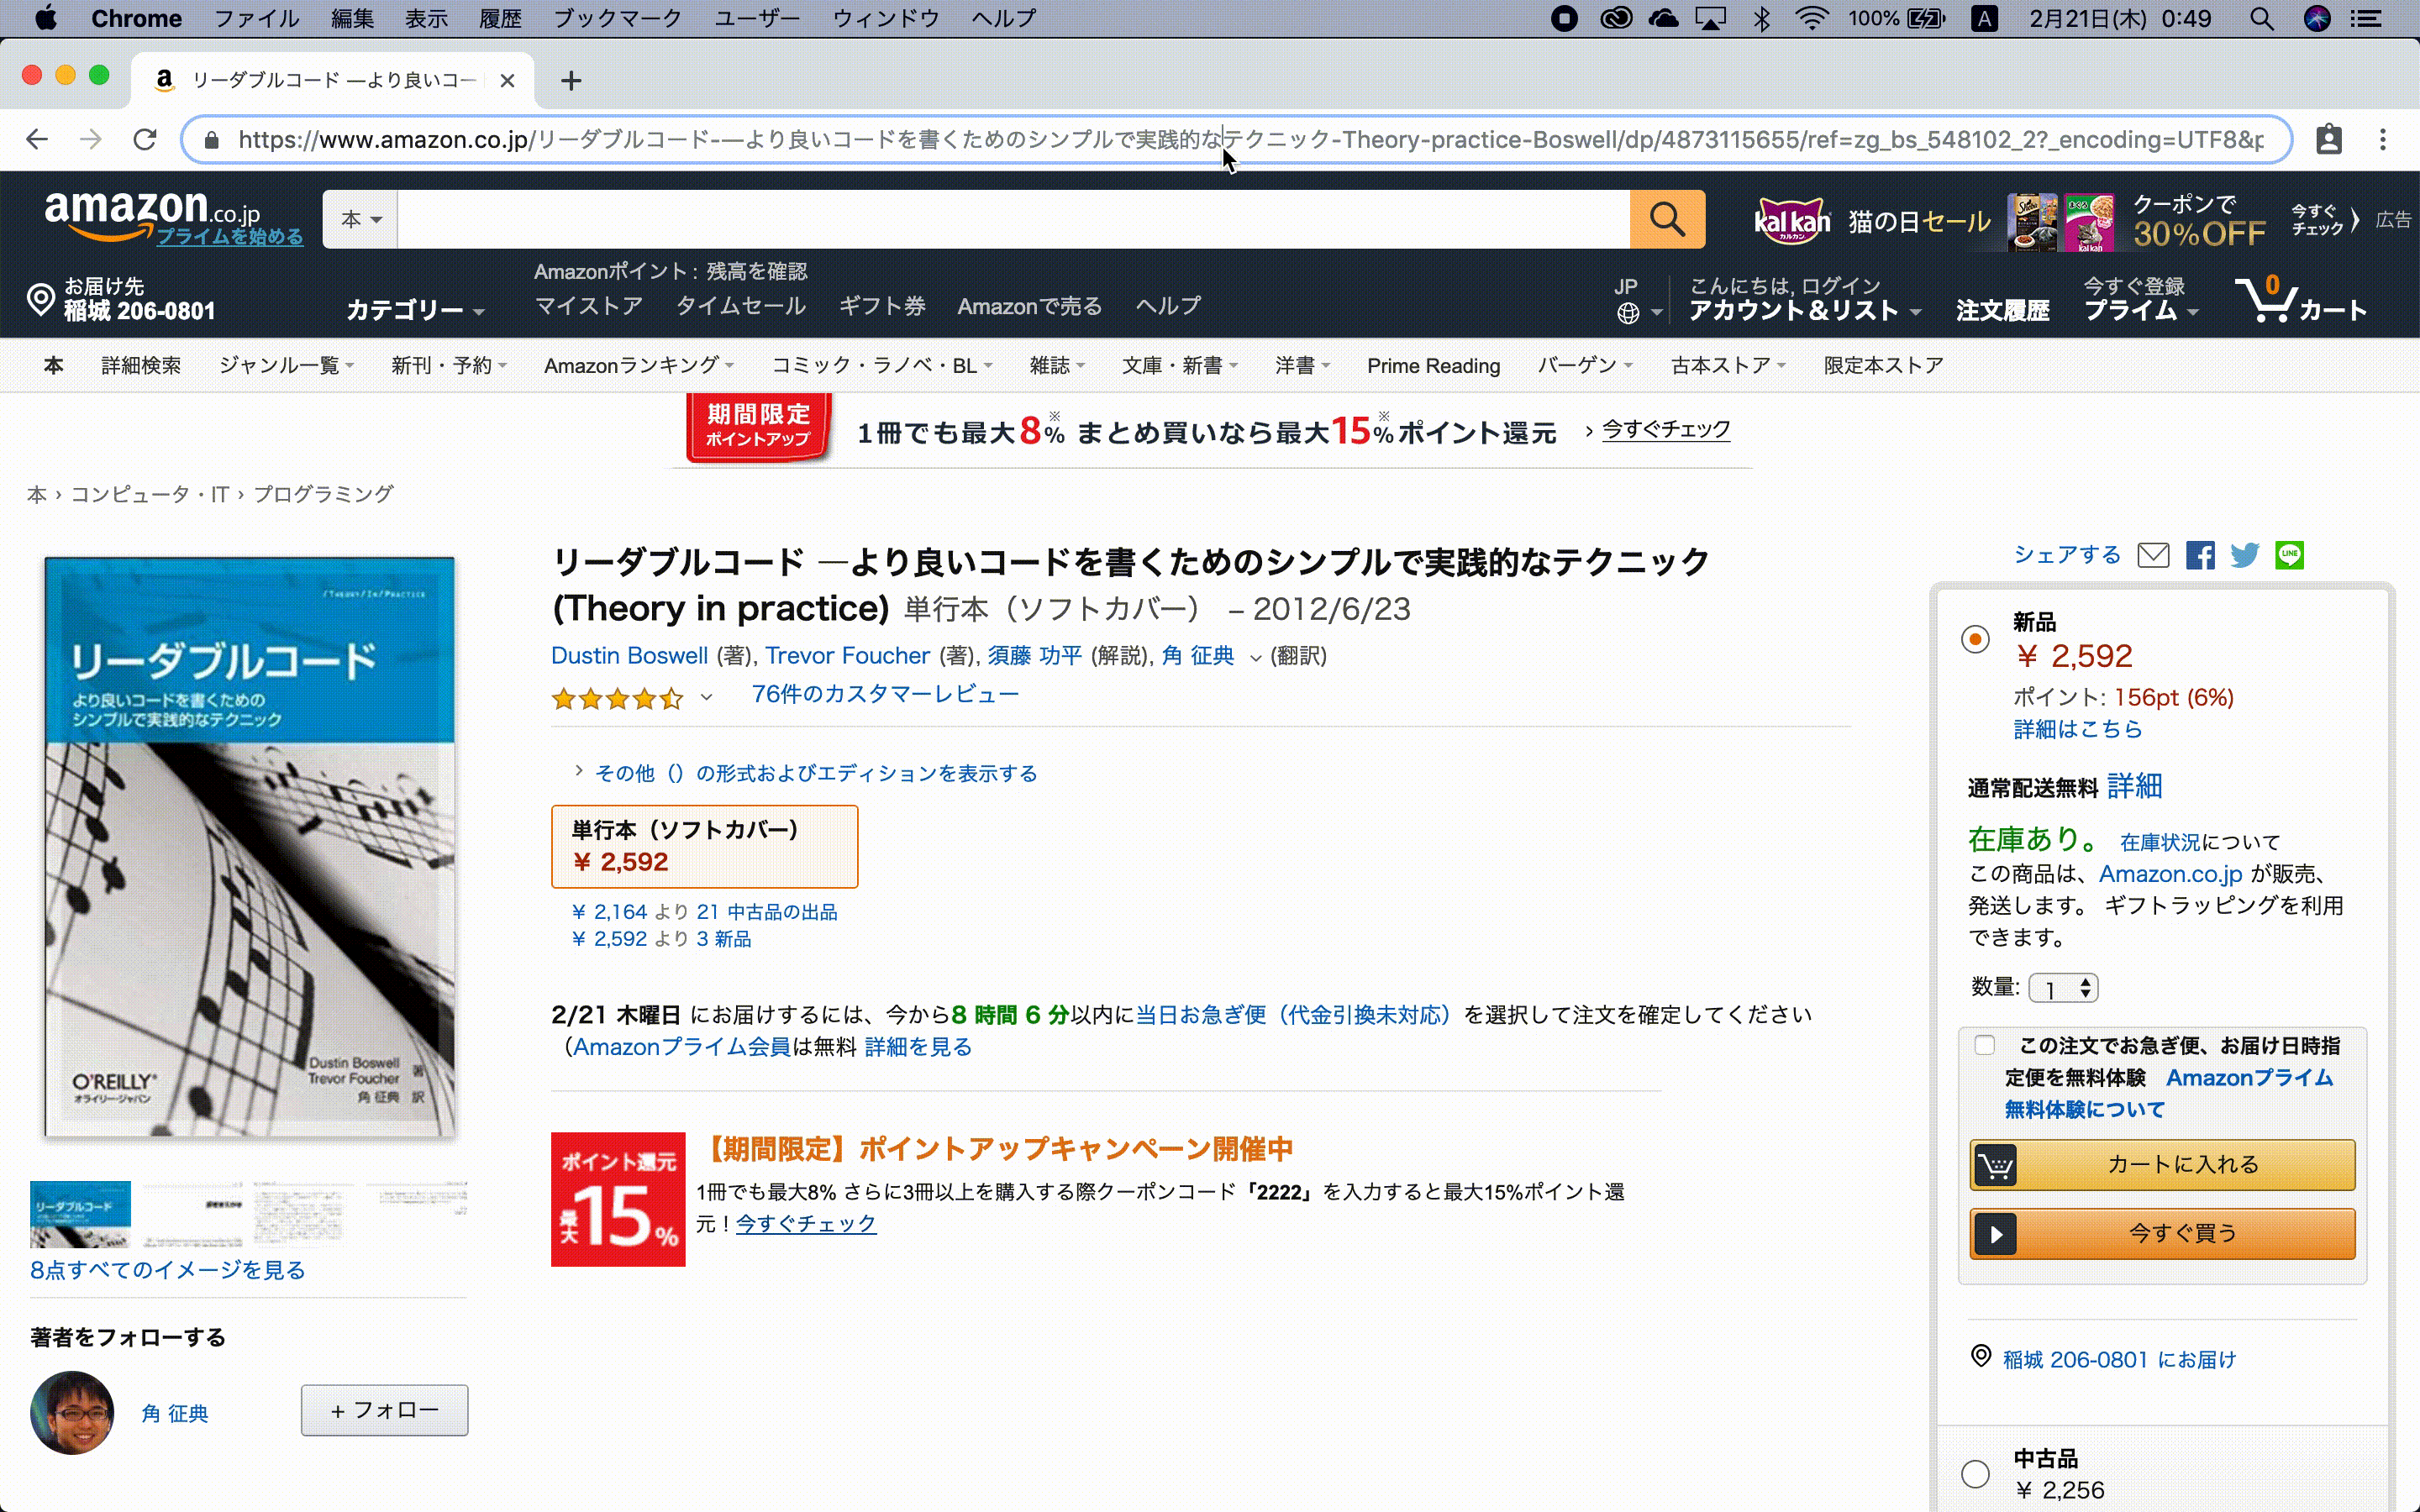 Chrome ファイル 編集 表示 履歴 ブックマーク ユーザー ウィンドウ ヘルプ 100% A 2月21日(木) 0:49
リーダブルコード ―より良いコー
https://www.amazon.co.jp/リーダブルコード-―より良いコードを書くためのシンプルで実践的なテクニック-Theory-practice-Boswell/dp/4873115655/ref=zg_bs_548102_2?_encoding=UTF8&p
amazon.co.jp
プライムを始める
本
kal kan カルカン 猫の日セール クーポンで 30%OFF 今すぐチェック 広告
お届け先
稲城 206-0801
カテゴリー
Amazonポイント: 残高を確認
マイストア タイムセール ギフト券 Amazonで売る ヘルプ
JP
こんにちは, ログイン
アカウント&リスト
注文履歴
今すぐ登録
プライム
0 カート
本 詳細検索 ジャンル一覧 新刊・予約 Amazonランキング コミック・ラノベ・BL 雑誌 文庫・新書 洋書 Prime Reading バーゲン 古本ストア 限定本ストア
期間限定
ポイントアップ
1冊でも最大8%※ まとめ買いなら最大15%※ポイント還元 › 今すぐチェック
本 › コンピュータ・IT › プログラミング
/THEORY/IN/PRACTICE
リーダブルコード
より良いコードを書くための
シンプルで実践的なテクニック
Dustin Boswell
Trevor Foucher 著
角 征典 訳
O'REILLY®
オライリー・ジャパン
リーダブルコード
8点すべてのイメージを見る
著者をフォローする
角 征典
+ フォロー
リーダブルコード ―より良いコードを書くためのシンプルで実践的なテクニック
(Theory in practice) 単行本（ソフトカバー） – 2012/6/23
Dustin Boswell (著), Trevor Foucher (著), 須藤 功平 (解説), 角 征典 (翻訳)
76件のカスタマーレビュー
› その他（）の形式およびエディションを表示する
単行本（ソフトカバー）
￥ 2,592
￥ 2,164 より 21 中古品の出品
￥ 2,592 より 3 新品
2/21 木曜日 にお届けするには、今から8 時間 6 分以内に当日お急ぎ便（代金引換未対応）を選択して注文を確定してください
（Amazonプライム会員は無料 詳細を見る
ポイント還元
最大15%
【期間限定】ポイントアップキャンペーン開催中
1冊でも最大8% さらに3冊以上を購入する際クーポンコード「2222」を入力すると最大15%ポイント還
元！今すぐチェック
シェアする LINE
新品
￥ 2,592
ポイント: 156pt (6%)
詳細はこちら
通常配送無料 詳細
在庫あり。 在庫状況について
この商品は、Amazon.co.jp が販売、
発送します。 ギフトラッピングを利用
できます。
数量: 1
この注文でお急ぎ便、お届け日時指
定便を無料体験 Amazonプライム
無料体験について
カートに入れる
今すぐ買う
稲城 206-0801 にお届け
中古品
￥ 2,256